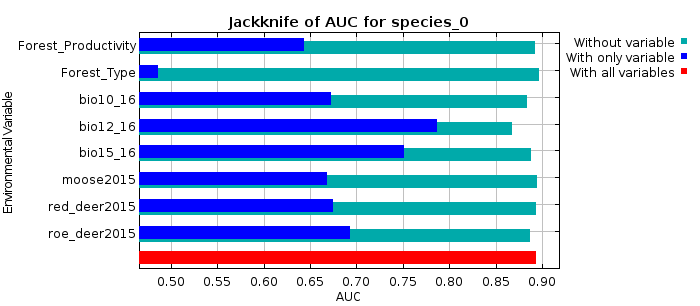 Jackknife of AUC for species_0
Without variable
With only variable
With all variables
Environmental Variable
Forest_Productivity
Forest_Type
bio10_16
bio12_16
bio15_16
moose2015
red_deer2015
roe_deer2015
0.50 0.55 0.60 0.65 0.70 0.75 0.80 0.85 0.90
AUC